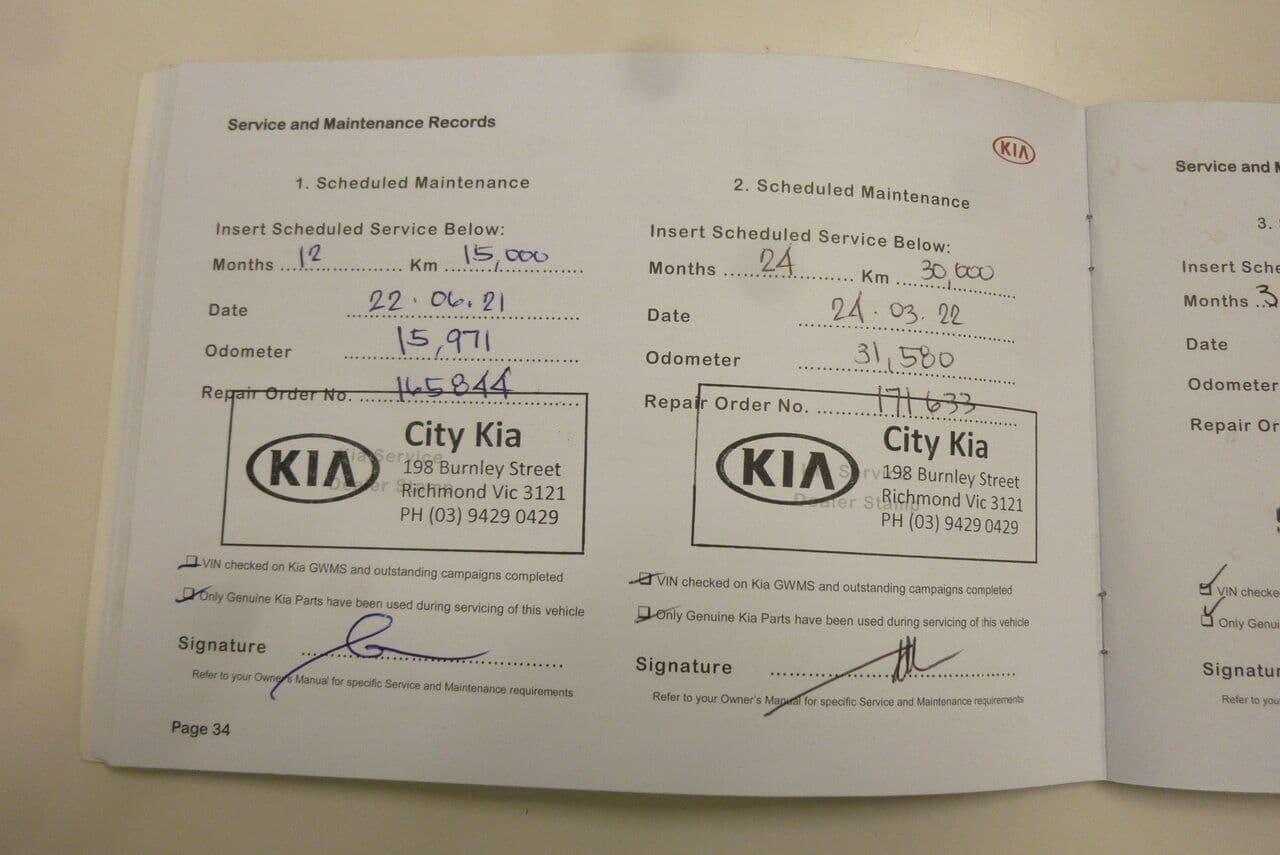 Service and Maintenance Records
KIA
1. Scheduled Maintenance
Insert Scheduled Service Below:
Months 12 Km 15,000
Date 22.06.21
Odometer 15,971
Repair Order No. 165844
KIA
City Kia
198 Burnley Street
Richmond Vic 3121
PH (03) 9429 0429
Kia Service
Dealer Stamp
VIN checked on Kia GWMS and outstanding campaigns completed
Only Genuine Kia Parts have been used during servicing of this vehicle
Signature
Refer to your Owner's Manual for specific Service and Maintenance requirements
Page 34
2. Scheduled Maintenance
Insert Scheduled Service Below:
Months 24 Km 30,000
Date 24.03.22
Odometer 31,580
Repair Order No. 171633
KIA
City Kia
198 Burnley Street
Richmond Vic 3121
PH (03) 9429 0429
Kia Service
Dealer Stamp
VIN checked on Kia GWMS and outstanding campaigns completed
Only Genuine Kia Parts have been used during servicing of this vehicle
Signature
Refer to your Owner's Manual for specific Service and Maintenance requirements
Service and
3.
Insert
Months 3
Date
Odometer
Repair
VIN
Only
Refer to